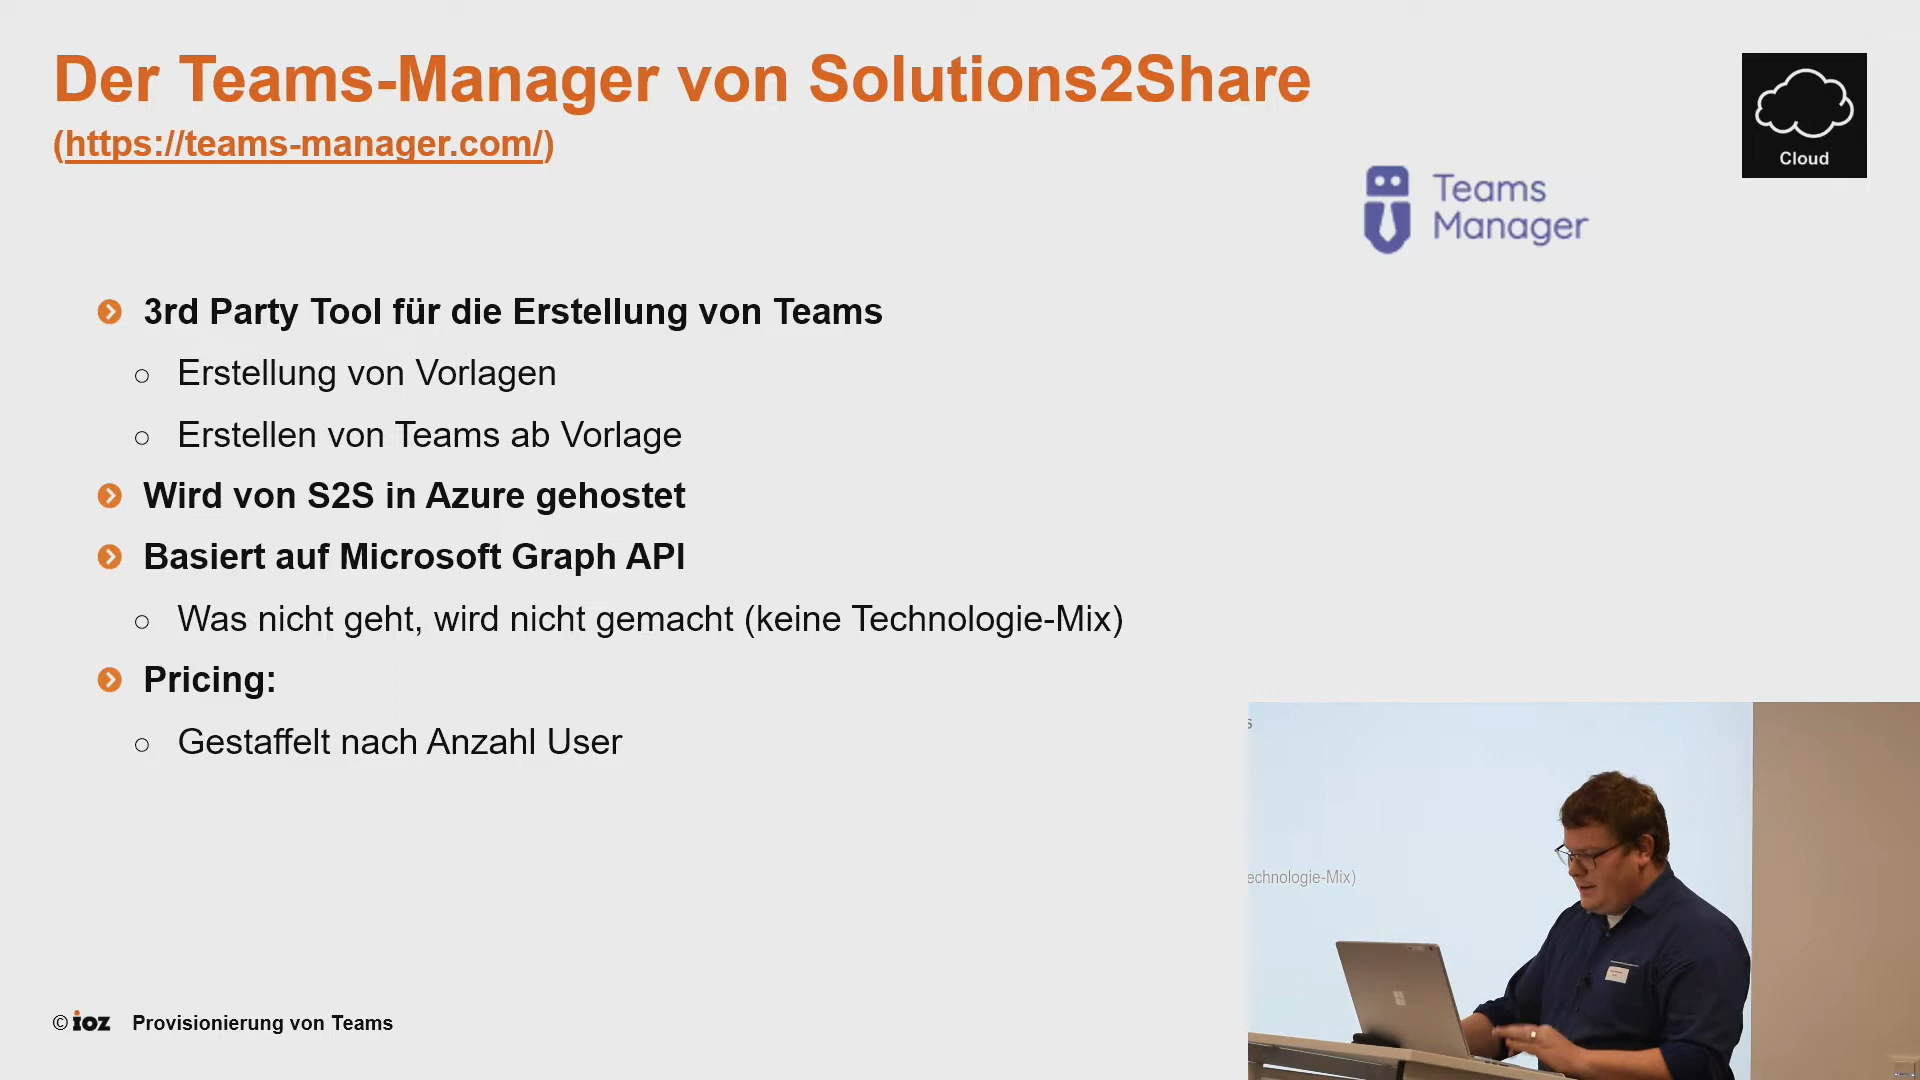 Der Teams-Manager von Solutions2Share
(https://teams-manager.com/)
Cloud
Teams
Manager
3rd Party Tool für die Erstellung von Teams
Erstellung von Vorlagen
Erstellen von Teams ab Vorlage
Wird von S2S in Azure gehostet
Basiert auf Microsoft Graph API
Was nicht geht, wird nicht gemacht (keine Technologie-Mix)
Pricing:
Gestaffelt nach Anzahl User
s
echnologie-Mix)
© ioz Provisionierung von Teams